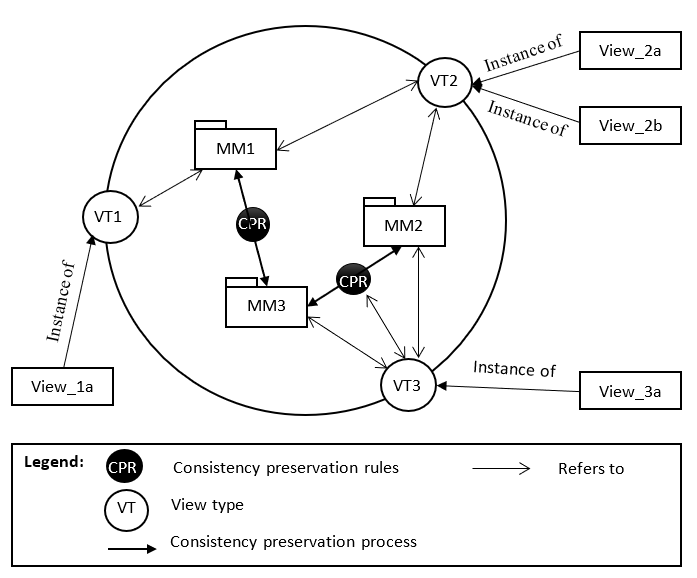 VT2
Instance of
View_2a
Instance of
View_2b
MM1
VT1
CPR
MM2
CPR
MM3
Instance of
VT3
Instance of
View_1a
View_3a
Legend:
CPR
Consistency preservation rules
Refers to
VT
View type
Consistency preservation process